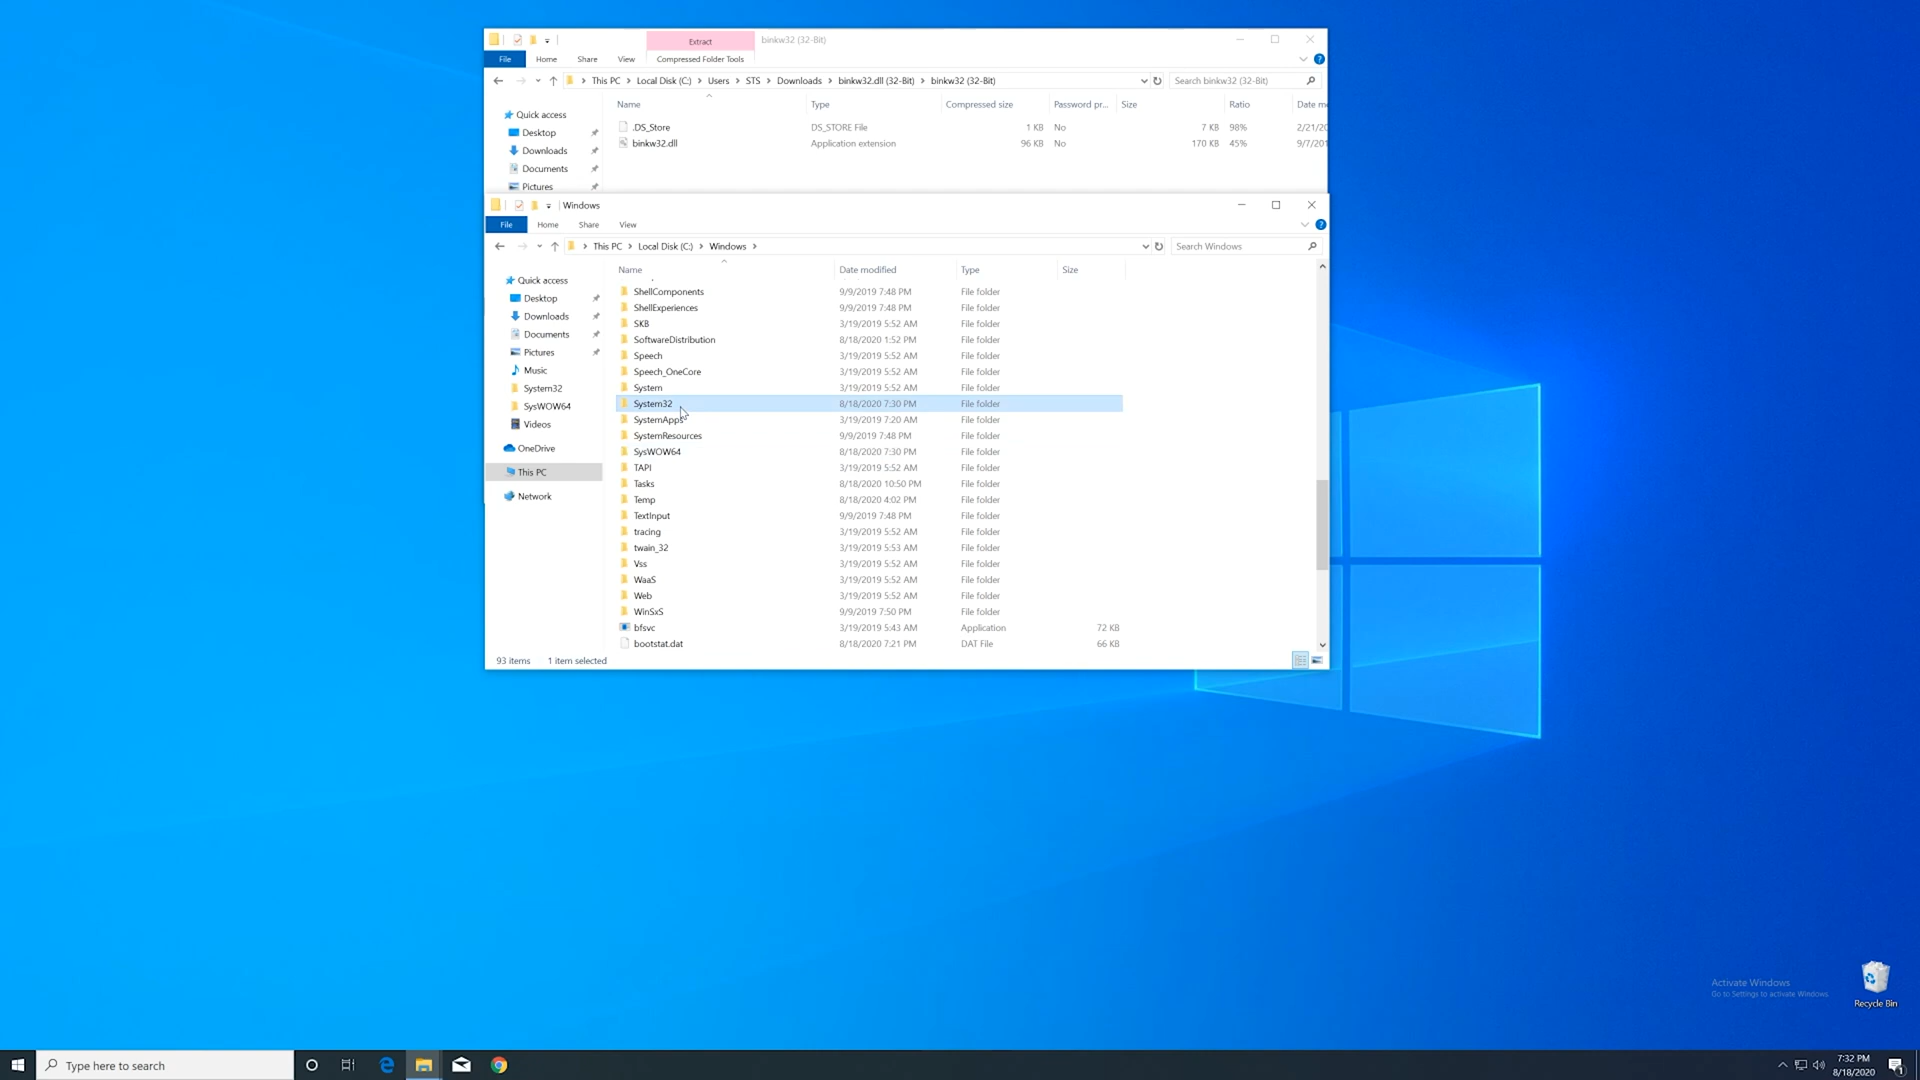 Extract binkw32 (32-Bit)
File Home Share View Compressed Folder Tools
This PC Local Disk (C:) Users STS Downloads binkw32.dll (32-Bit) binkw32 (32-Bit) Search binkw32 (32-Bit)
Name Type Compressed size Password pr... Size Ratio
Quick access
.DS_Store DS_STORE File 1 KB No 7 KB 98% 2/21/20
Desktop
binkw32.dll Application extension 96 KB No 170 KB 45% 9/7/201
Downloads
Documents
Pictures
Windows
File Home Share View
This PC Local Disk (C:) Windows Search Windows
Name Date modified Type Size
Quick access
Desktop
Downloads
Documents
Pictures
Music
System32
SysWOW64
Videos
OneDrive
This PC
Network
ShellComponents 9/9/2019 7:48 PM File folder
ShellExperiences 9/9/2019 7:48 PM File folder
SKB 3/19/2019 5:52 AM File folder
SoftwareDistribution 8/18/2020 1:52 PM File folder
Speech 3/19/2019 5:52 AM File folder
Speech_OneCore 3/19/2019 5:52 AM File folder
System 3/19/2019 5:52 AM File folder
System32 8/18/2020 7:30 PM File folder
SystemApps 3/19/2019 7:20 AM File folder
SystemResources 9/9/2019 7:48 PM File folder
SysWOW64 8/18/2020 7:30 PM File folder
TAPI 3/19/2019 5:52 AM File folder
Tasks 8/18/2020 10:50 PM File folder
Temp 8/18/2020 4:02 PM File folder
TextInput 9/9/2019 7:48 PM File folder
tracing 3/19/2019 5:52 AM File folder
twain_32 3/19/2019 5:53 AM File folder
Vss 3/19/2019 5:52 AM File folder
WaaS 3/19/2019 5:52 AM File folder
Web 3/19/2019 5:52 AM File folder
WinSxS 9/9/2019 7:50 PM File folder
bfsvc 3/19/2019 5:43 AM Application 72 KB
bootstat.dat 8/18/2020 7:21 PM DAT File 66 KB
93 items 1 item selected
Activate Windows
Go to Settings to activate Windows.
Recycle Bin
Type here to search
7:32 PM
8/18/2020
1